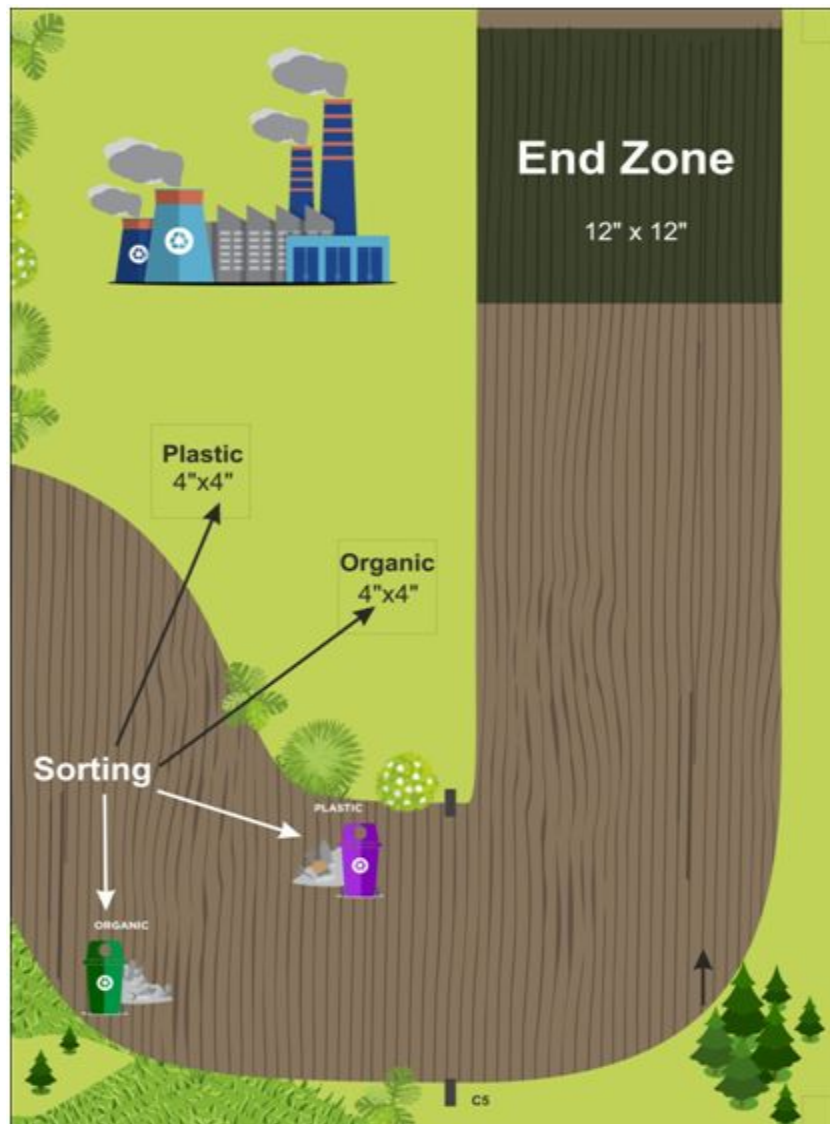 End Zone
12" x 12"
Plastic
4"x4"
Organic
4"x4"
Sorting
PLASTIC
ORGANIC
C5